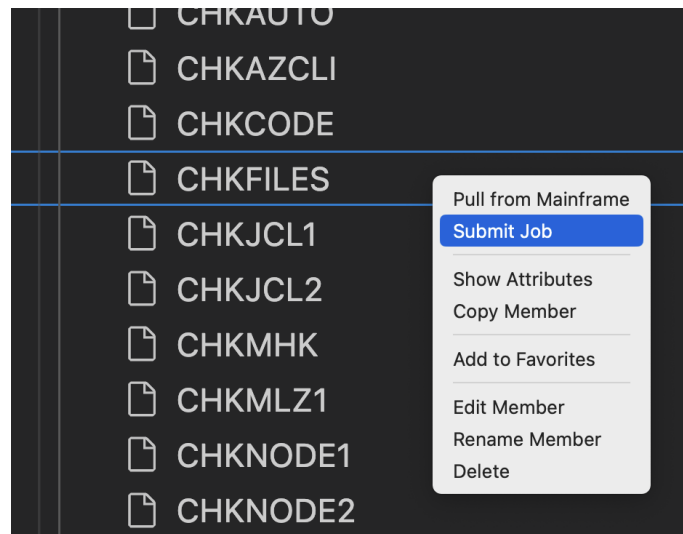 CHKAUTO
CHKAZCLI
CHKCODE
CHKFILES
CHKJCL1
CHKJCL2
CHKMHK
CHKMLZ1
CHKNODE1
CHKNODE2
Pull from Mainframe
Submit Job
Show Attributes
Copy Member
Add to Favorites
Edit Member
Rename Member
Delete